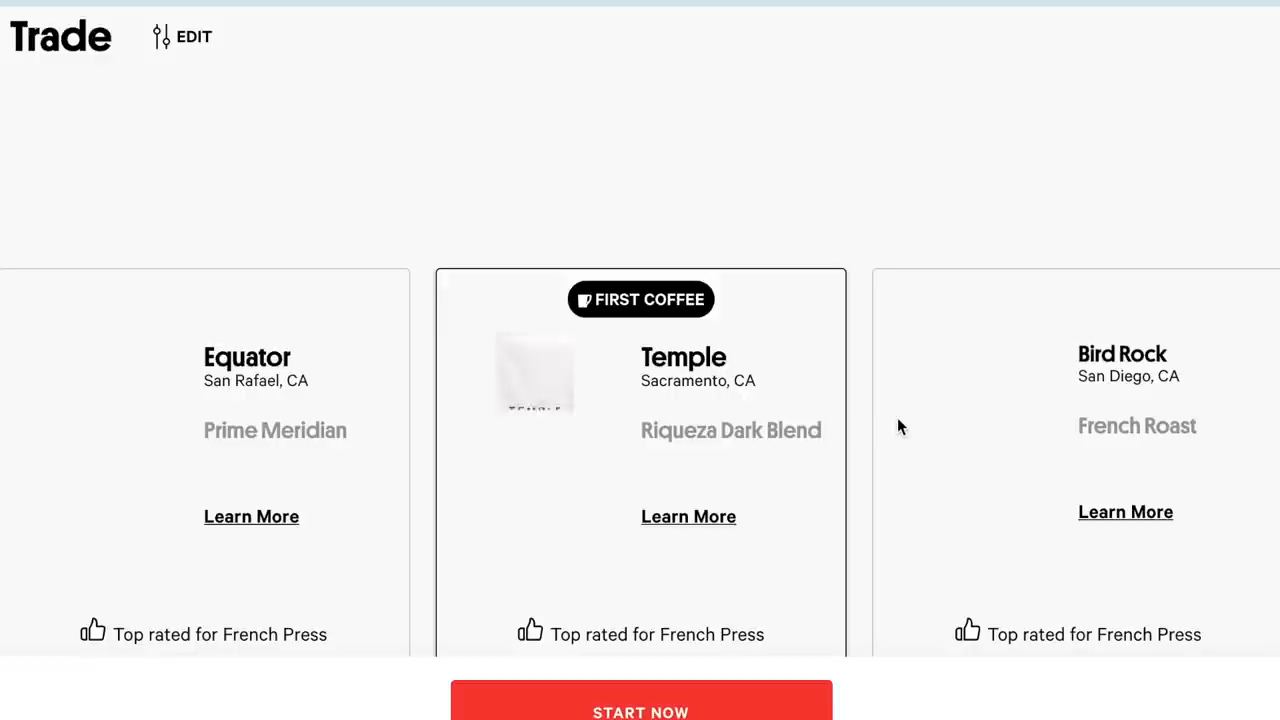 Trade
EDIT
Equator
San Rafael, CA
Prime Meridian
Learn More
Top rated for French Press
FIRST COFFEE
Temple
Sacramento, CA
Riqueza Dark Blend
Learn More
Top rated for French Press
Bird Rock
San Diego, CA
French Roast
Learn More
Top rated for French Press
START NOW